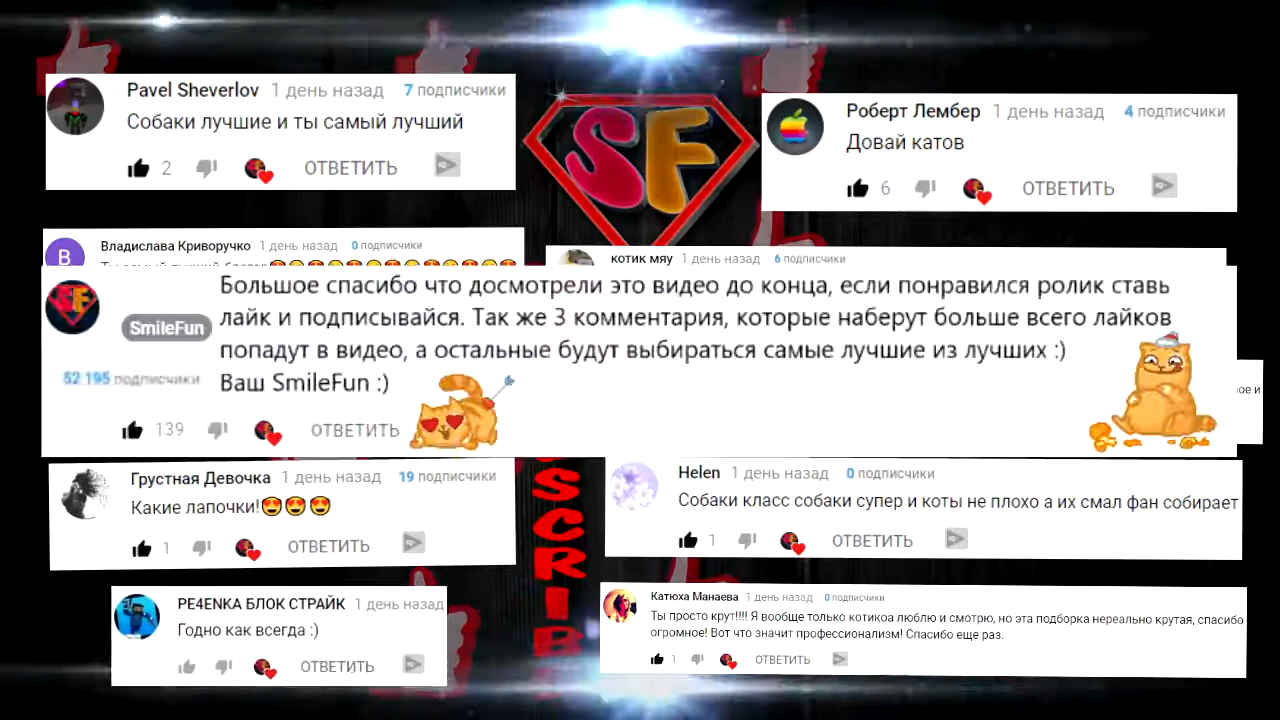 Pavel Sheverlov 1 день назад 7 подписчики
Собаки лучшие и ты самый лучший
2 ОТВЕТИТЬ
SF
Роберт Лембер 1 день назад 4 подписчики
Довай катов
6 ОТВЕТИТЬ
В Владислава Криворучко 1 день назад 0 подписчики
котик мяу 1 день назад 6 подписчики
Большое спасибо что досмотрели это видео до конца, если понравился ролик ставь
SmileFun лайк и подписывайся. Так же 3 комментария, которые наберут больше всего лайков
попадут в видео, а остальные будут выбираться самые лучшие из лучших :)
52 195 подписчики Ваш SmileFun :)
139 ОТВЕТИТЬ
Грустная Девочка 1 день назад 19 подписчики
Какие лапочки!😍😍😍
1 ОТВЕТИТЬ
Helen 1 день назад 0 подписчики
Собаки класс собаки супер и коты не плохо а их смал фан собирает
1 ОТВЕТИТЬ
SCRIB
PE4ENKA БЛОК СТРАЙК 1 день назад
Годно как всегда :)
ОТВЕТИТЬ
Катюха Манаева 1 день назад 0 подписчики
Ты просто крут!!!! Я вообще только котикоа люблю и смотрю, но эта подборка нереально крутая, спасибо
огромное! Вот что значит профессионализм! Спасибо еще раз.
1 ОТВЕТИТЬ